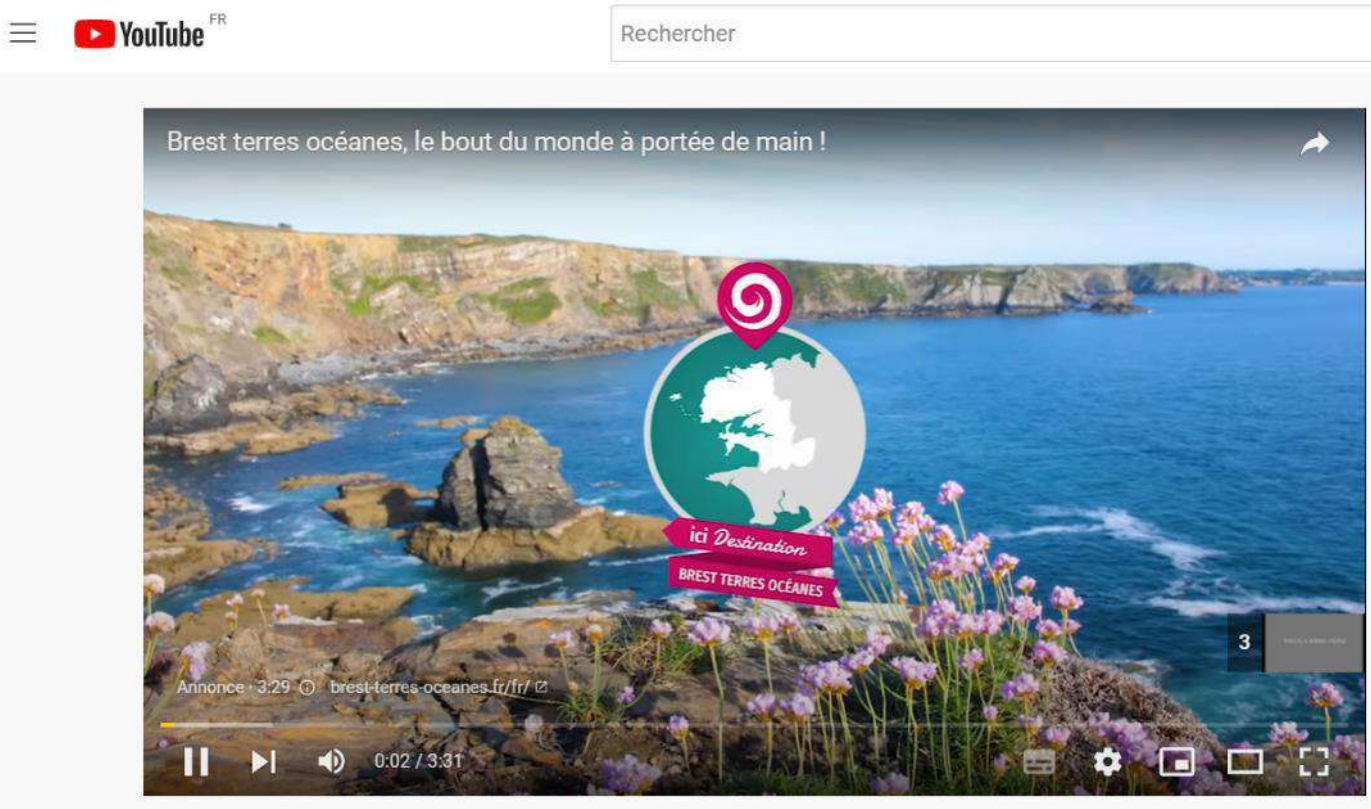 YouTube FR
Rechercher
Brest terres océanes, le bout du monde à portée de main !
ici Destination
BREST TERRES OCÉANES
3
Annonce · 3:29 brest-terres-oceanes.fr/fr/
0:02 / 3:31